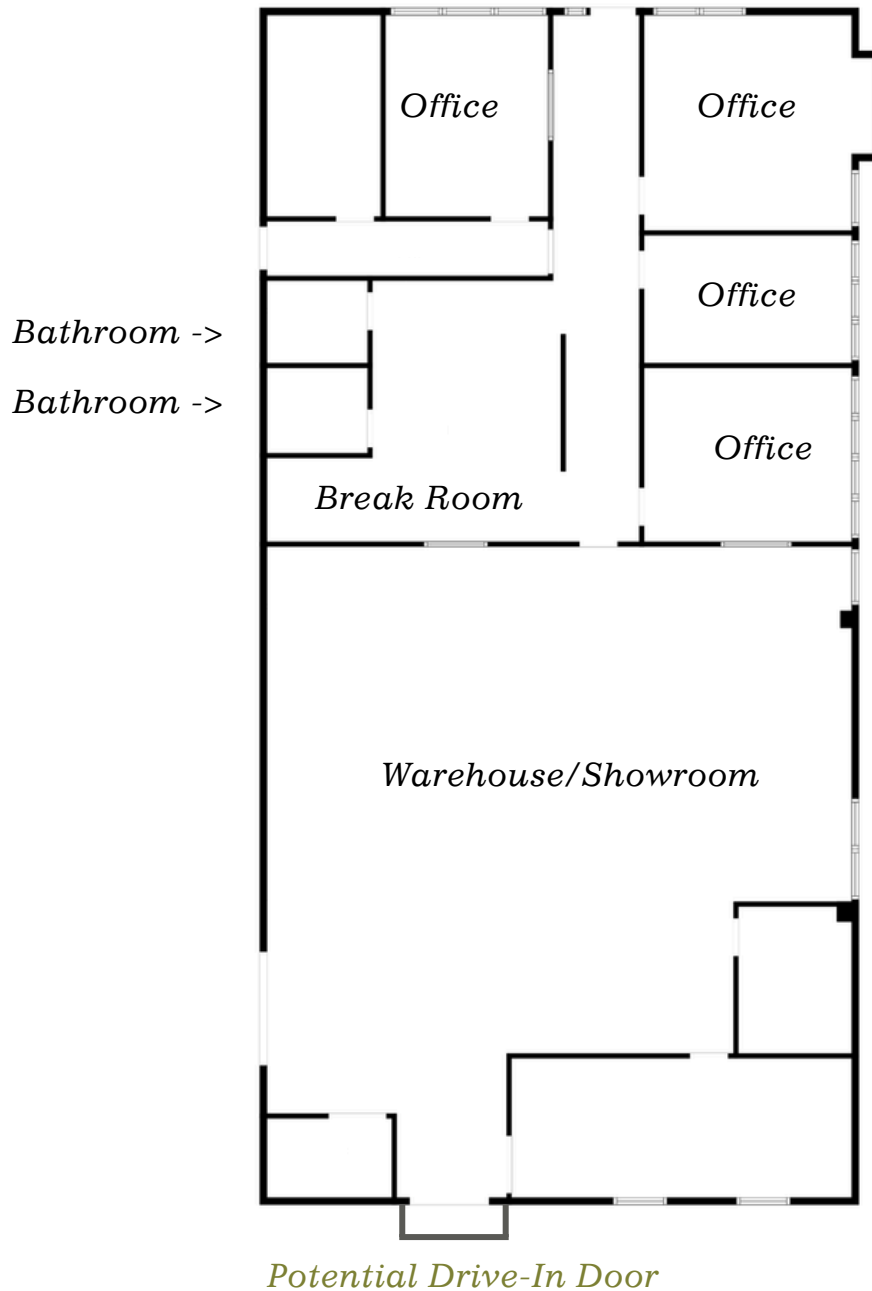 Office
Office
Office
Bathroom ->
Bathroom ->
Office
Break Room
Warehouse/Showroom
Potential Drive-In Door